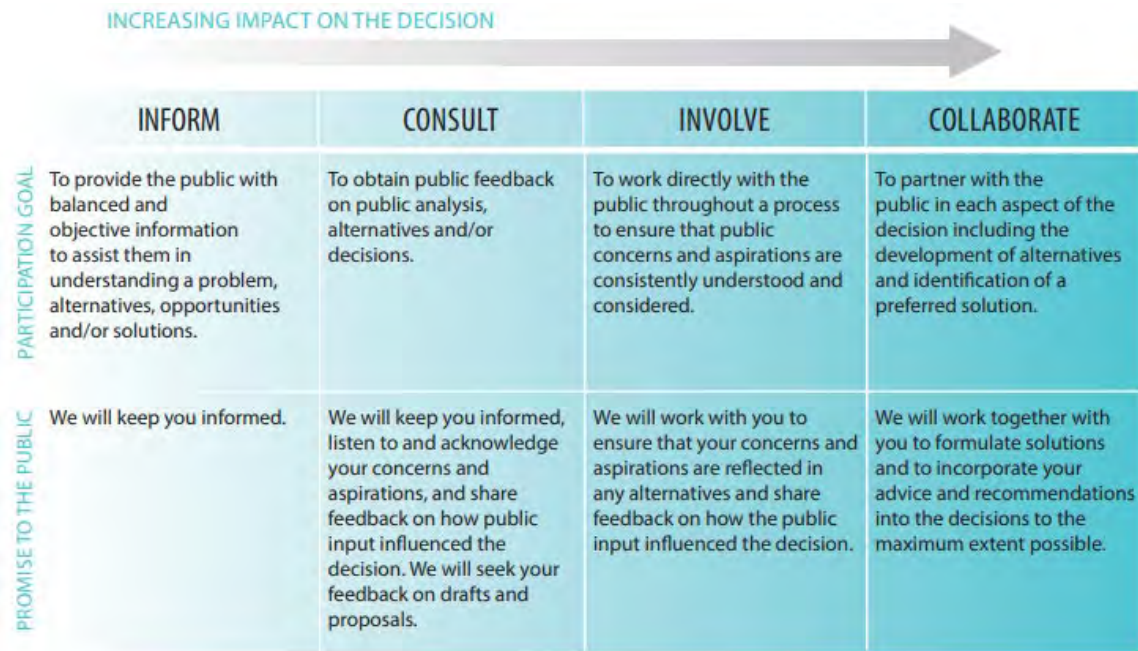 INCREASING IMPACT ON THE DECISION
INFORM
CONSULT
INVOLVE
COLLABORATE
PARTICIPATION GOAL
To provide the public with
balanced and
objective information
to assist them in
understanding a problem,
alternatives, opportunities
and/or solutions.
To obtain public feedback
on public analysis,
alternatives and/or
decisions.
To work directly with the
public throughout a process
to ensure that public
concerns and aspirations are
consistently understood and
considered.
To partner with the
public in each aspect of the
decision including the
development of alternatives
and identification of a
preferred solution.
PROMISE TO THE PUBLIC
We will keep you informed.
We will keep you informed,
listen to and acknowledge
your concerns and
aspirations, and share
feedback on how public
input influenced the
decision. We will seek your
feedback on drafts and
proposals.
We will work with you to
ensure that your concerns and
aspirations are reflected in
any alternatives and share
feedback on how the public
input influenced the decision.
We will work together with
you to formulate solutions
and to incorporate your
advice and recommendations
into the decisions to the
maximum extent possible.